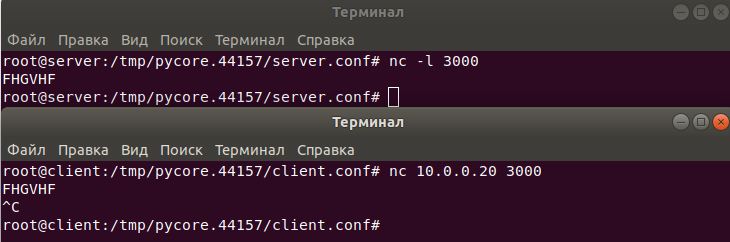 Терминал
Файл Правка Вид Поиск Терминал Справка
root@server:/tmp/pycore.44157/server.conf# nc -l 3000
FHGVHF
root@server:/tmp/pycore.44157/server.conf#
Терминал
Файл Правка Вид Поиск Терминал Справка
root@client:/tmp/pycore.44157/client.conf# nc 10.0.0.20 3000
FHGVHF
^C
root@client:/tmp/pycore.44157/client.conf#